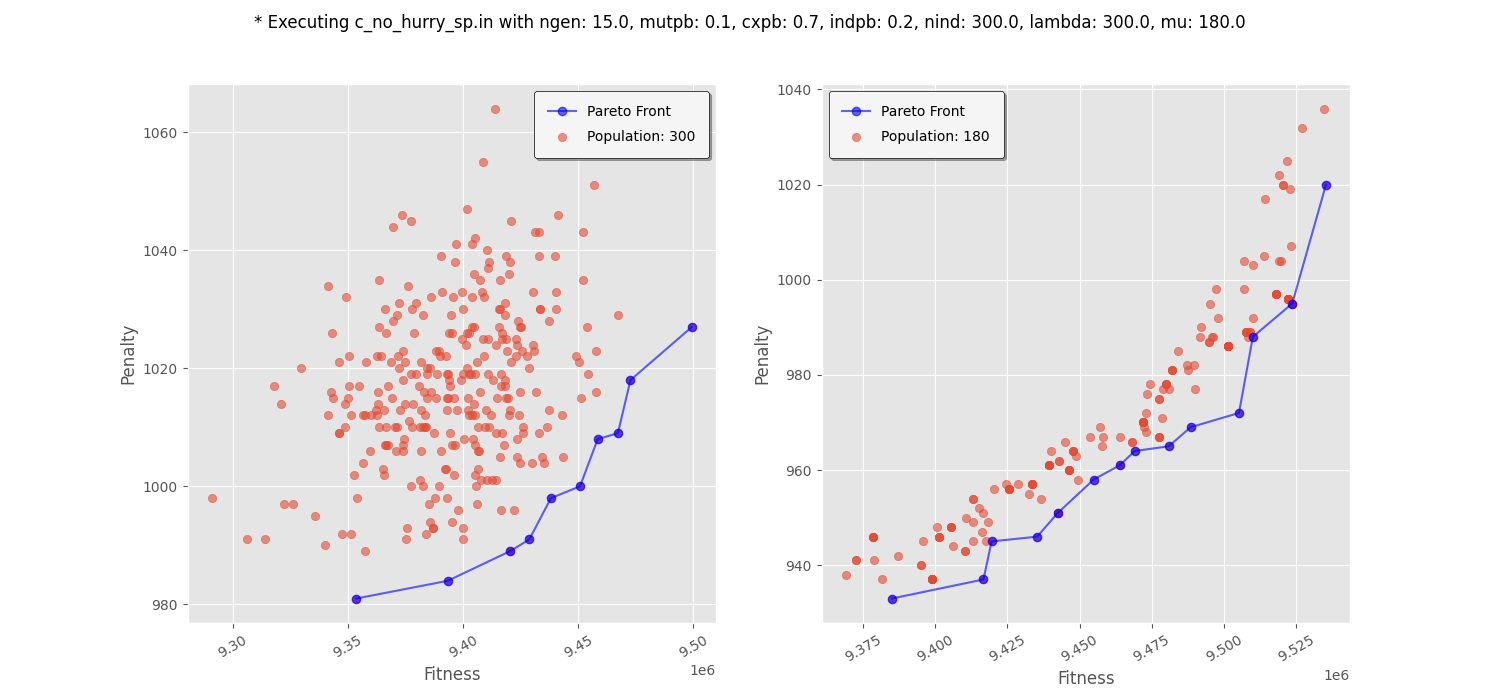 * Executing c_no_hurry_sp.in with ngen: 15.0, mutpb: 0.1, cxpb: 0.7, indpb: 0.2, nind: 300.0, lambda: 300.0, mu: 180.0
Pareto Front
Population: 300
Penalty
1060
1040
1020
1000
980
9.30
9.35
9.40
9.45
9.50
1e6
Fitness
Pareto Front
Population: 180
Penalty
1040
1020
1000
980
960
940
9.375
9.400
9.425
9.450
9.475
9.500
9.525
1e6
Fitness